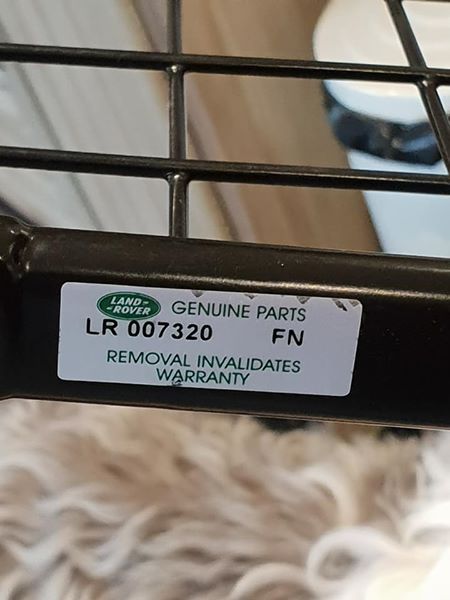 LAND-
-ROVER
GENUINE PARTS
LR 007320 FN
REMOVAL INVALIDATES
WARRANTY